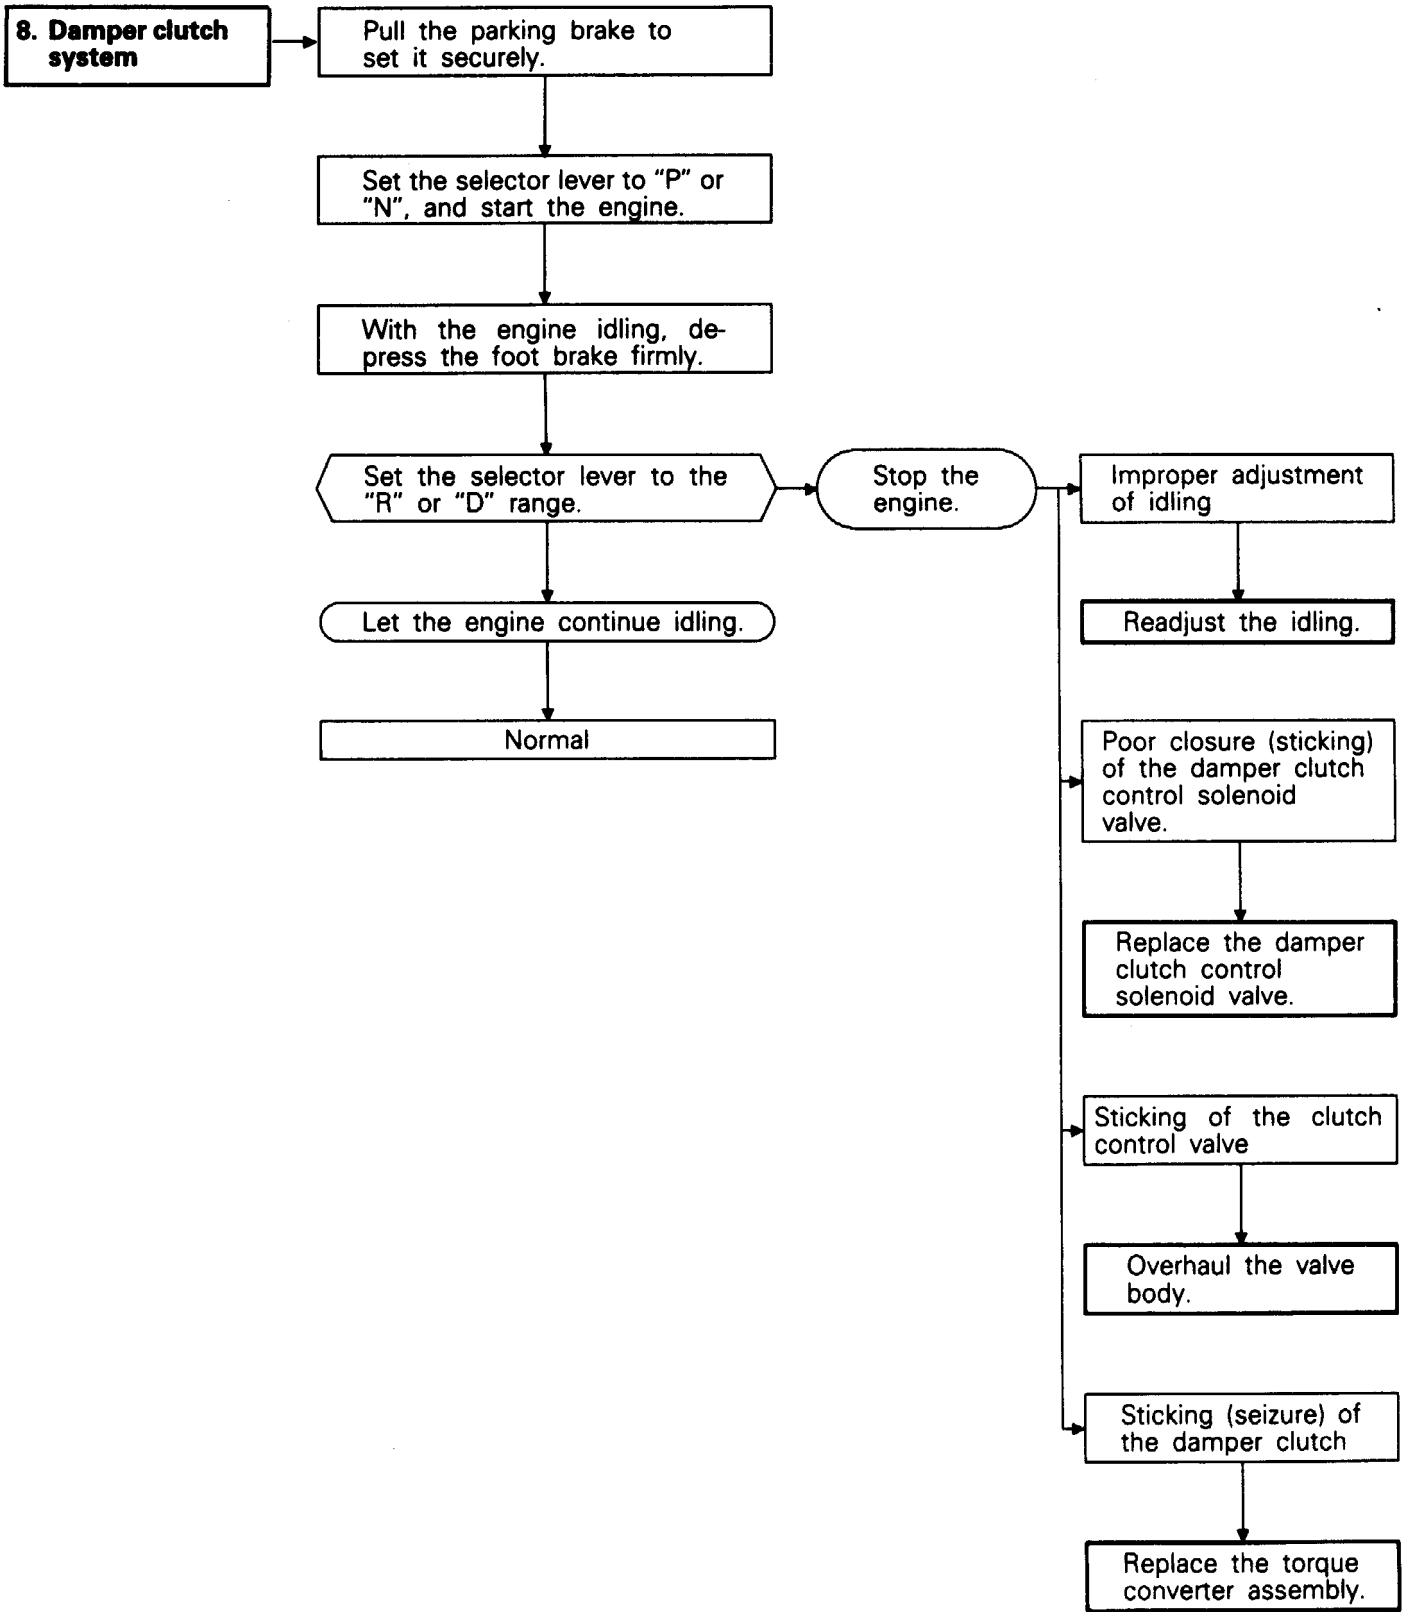 8. Damper clutch
system
Pull the parking brake to
set it securely.
Set the selector lever to “P” or
“N”, and start the engine.
With the engine idling, de-
press the foot brake firmly.
Set the selector lever to the
“R” or “D” range.
Let the engine continue idling.
Normal
Stop the
engine.
Improper adjustment
of idling
Readjust the idling.
Poor closure (sticking)
of the damper clutch
control solenoid
valve.
Replace the damper
clutch control
solenoid valve.
Sticking of the clutch
control valve
Overhaul the valve
body.
Sticking (seizure) of
the damper clutch
Replace the torque
converter assembly.